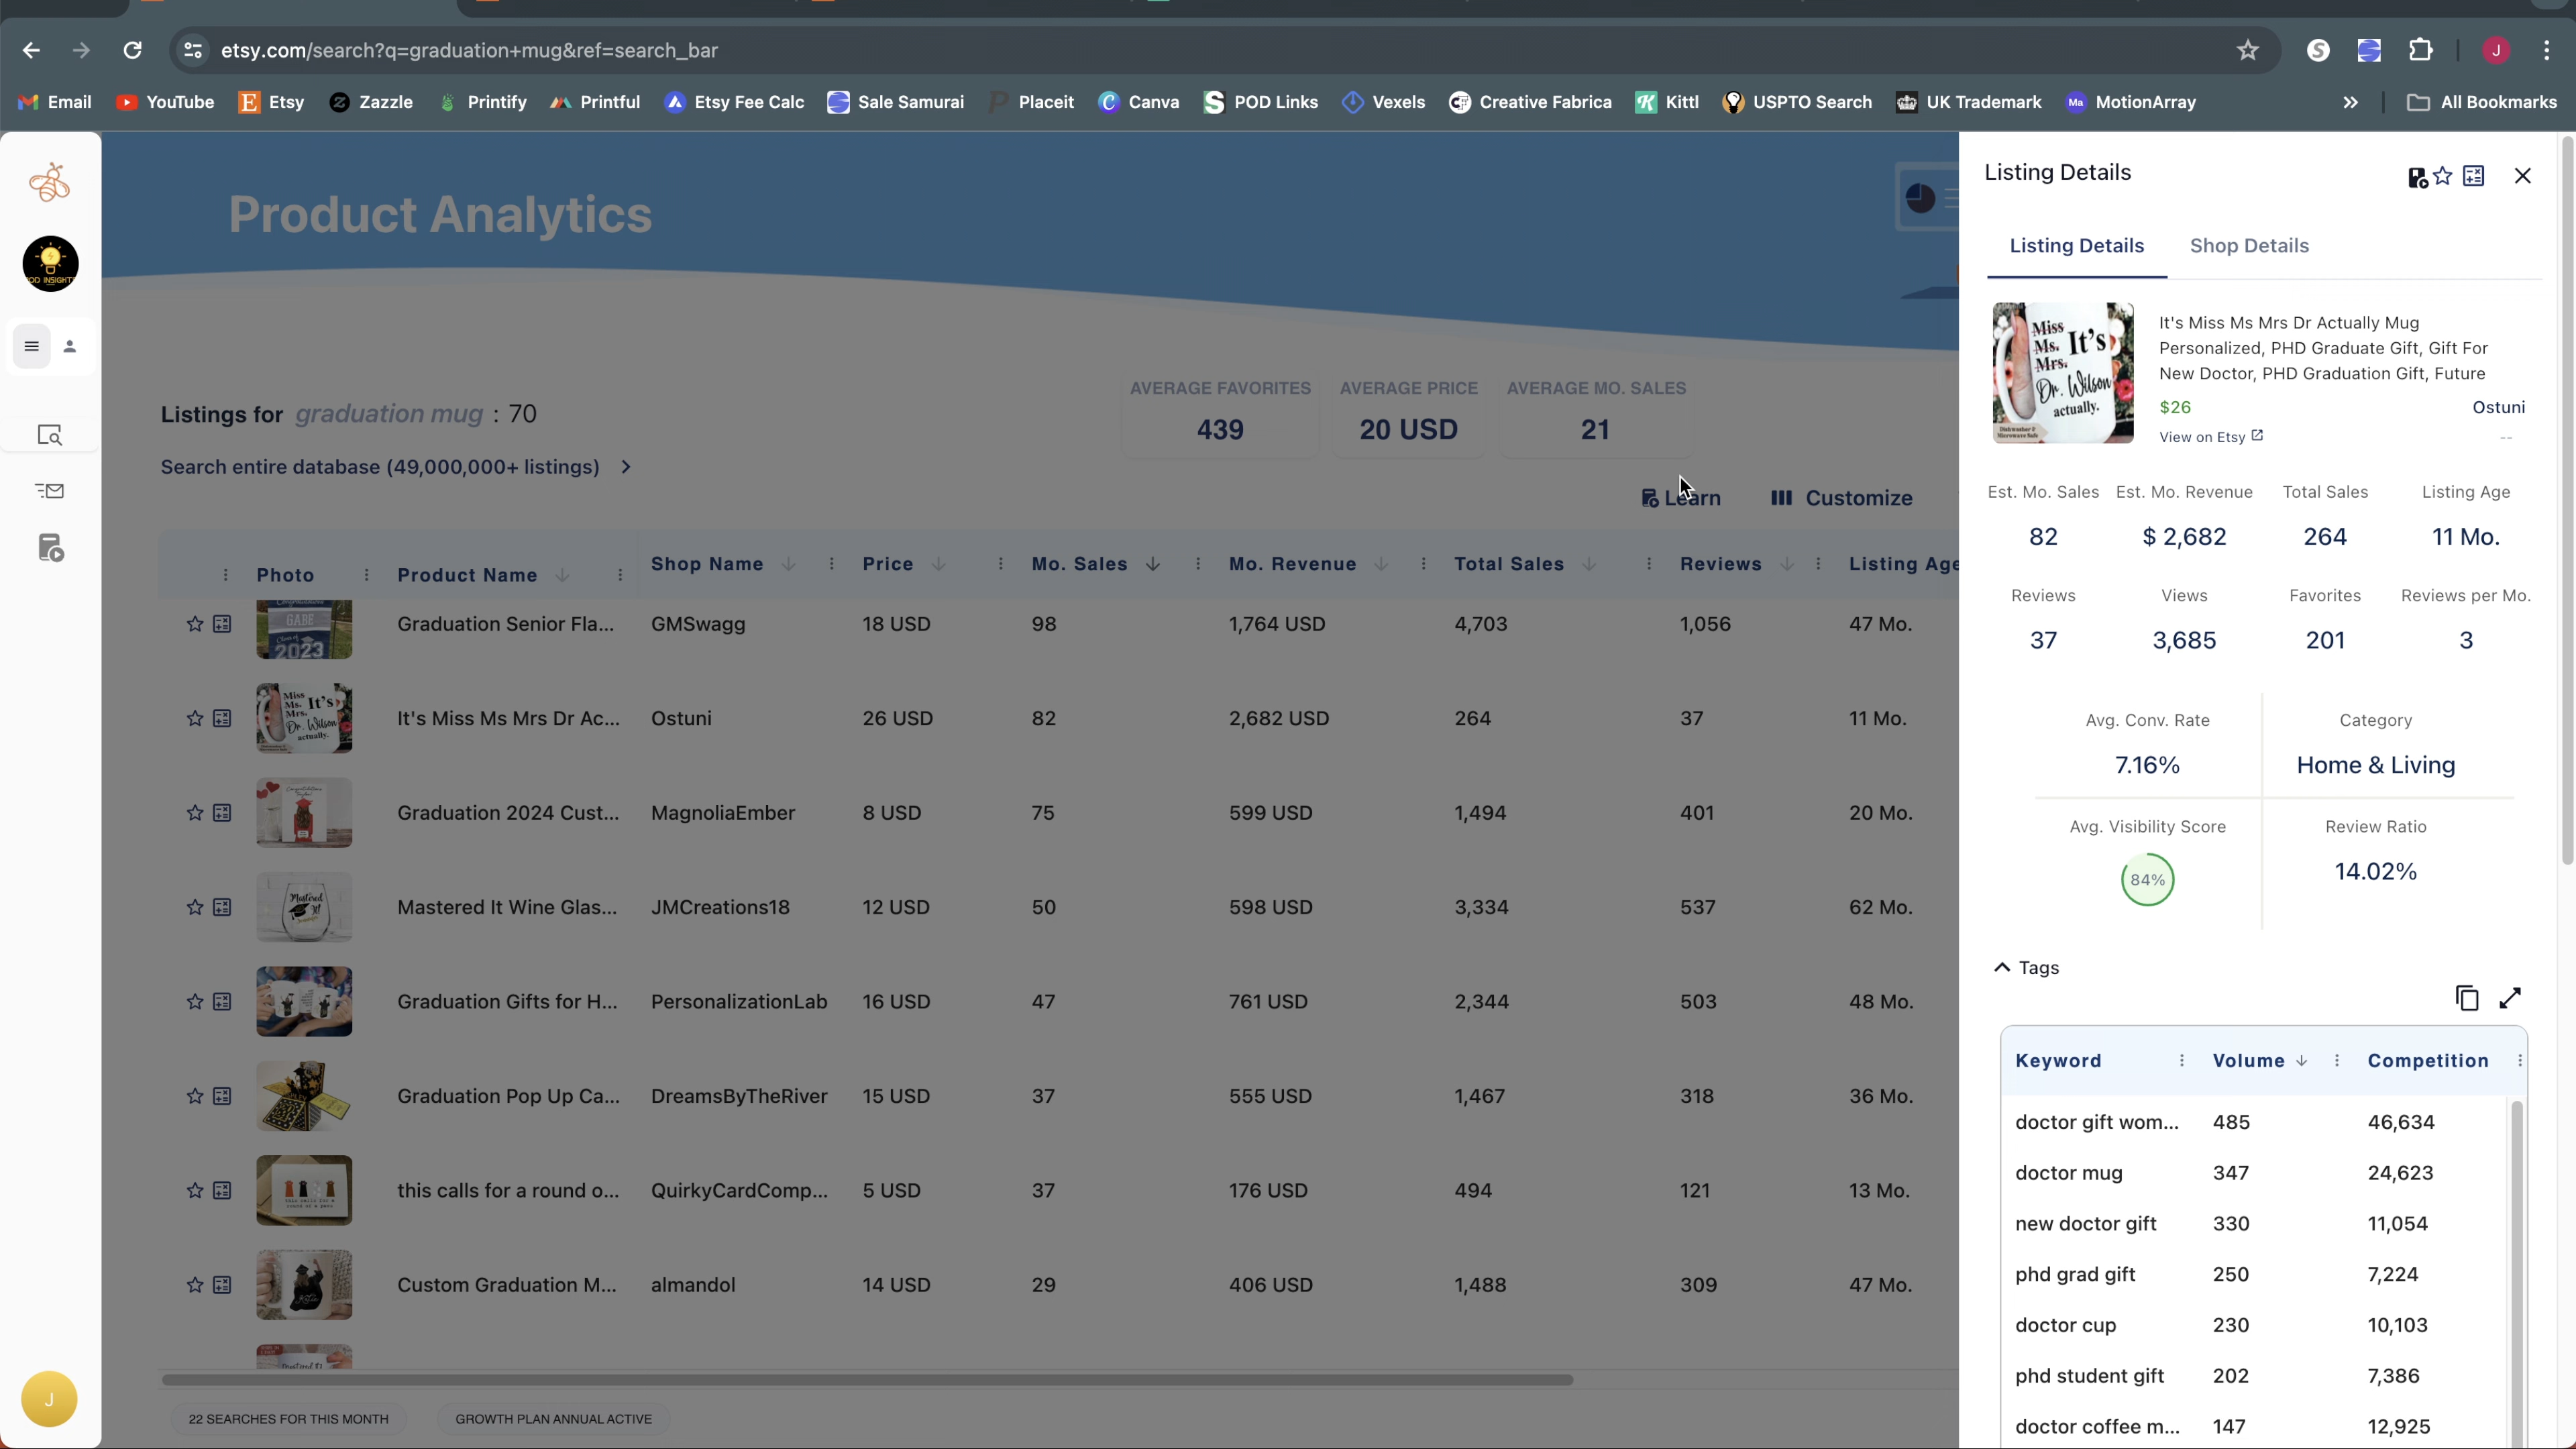 etsy.com/search?q=graduation+mug&ref=search_bar
J
Email
YouTube
Etsy
Zazzle
Printify
Printful
Etsy Fee Calc
Sale Samurai
Placeit
Canva
POD Links
Vexels
Creative Fabrica
Kittl
USPTO Search
UK Trademark
MotionArray
All Bookmarks
Product Analytics
Listings for graduation mug : 70
Search entire database (49,000,000+ listings)
AVERAGE FAVORITES
439
AVERAGE PRICE
20 USD
AVERAGE MO. SALES
21
Learn
Customize
Photo Product Name Shop Name Price Mo. Sales Mo. Revenue Total Sales Reviews Listing Age
Graduation Senior Fla... GMSwagg 18 USD 98 1,764 USD 4,703 1,056 47 Mo.
It's Miss Ms Mrs Dr Ac... Ostuni 26 USD 82 2,682 USD 264 37 11 Mo.
Graduation 2024 Cust... MagnoliaEmber 8 USD 75 599 USD 1,494 401 20 Mo.
Mastered It Wine Glas... JMCreations18 12 USD 50 598 USD 3,334 537 62 Mo.
Graduation Gifts for H... PersonalizationLab 16 USD 47 761 USD 2,344 503 48 Mo.
Graduation Pop Up Ca... DreamsByTheRiver 15 USD 37 555 USD 1,467 318 36 Mo.
this calls for a round o... QuirkyCardComp... 5 USD 37 176 USD 494 121 13 Mo.
Custom Graduation M... almandol 14 USD 29 406 USD 1,488 309 47 Mo.
J
22 SEARCHES FOR THIS MONTH
GROWTH PLAN ANNUAL ACTIVE
Listing Details
Listing Details
Shop Details
Miss
Ms. It's
Mrs.
Dr. Wilson
actually.
It's Miss Ms Mrs Dr Actually Mug
Personalized, PHD Graduate Gift, Gift For
New Doctor, PHD Graduation Gift, Future
$26
Ostuni
View on Etsy
--
Est. Mo. Sales Est. Mo. Revenue Total Sales Listing Age
82 $ 2,682 264 11 Mo.
Reviews Views Favorites Reviews per Mo.
37 3,685 201 3
Avg. Conv. Rate Category
7.16% Home & Living
Avg. Visibility Score Review Ratio
84% 14.02%
Tags
Keyword Volume Competition
doctor gift wom... 485 46,634
doctor mug 347 24,623
new doctor gift 330 11,054
phd grad gift 250 7,224
doctor cup 230 10,103
phd student gift 202 7,386
doctor coffee m... 147 12,925